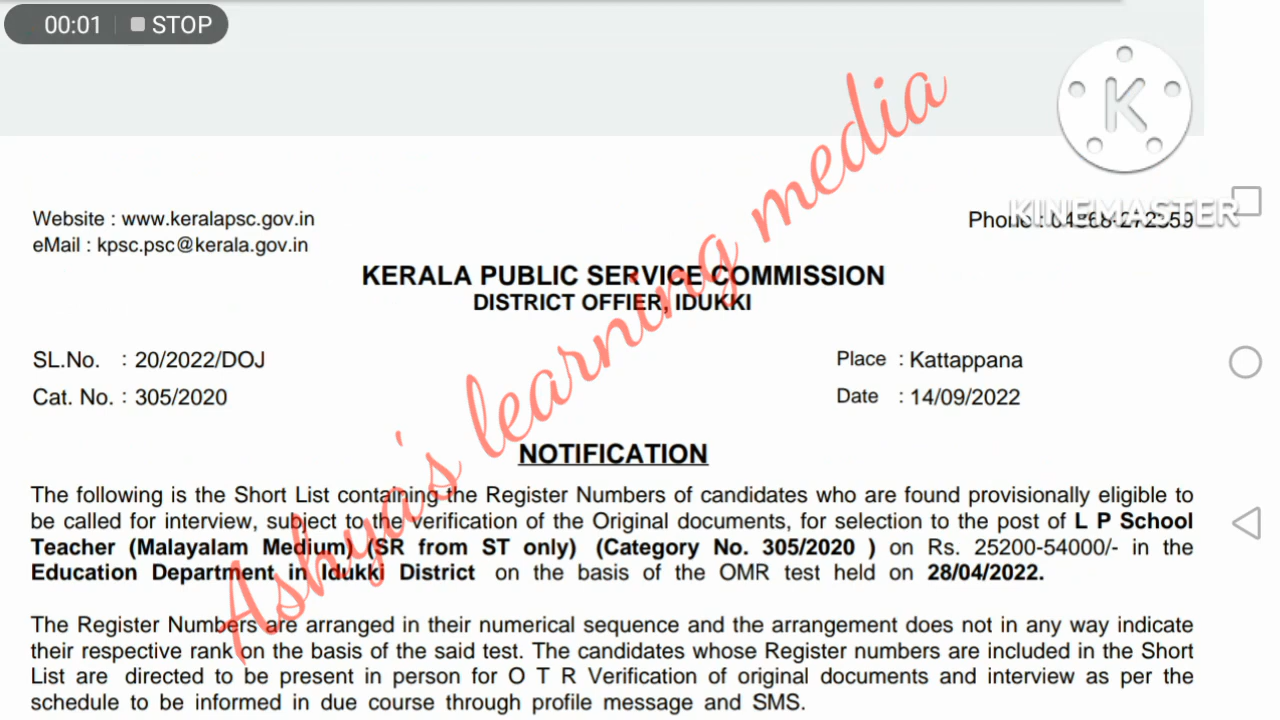 00:01 STOP
K
KINEMASTER
Website : www.keralapsc.gov.in
eMail : kpsc.psc@kerala.gov.in
Phone : 04868-272359
KERALA PUBLIC SERVICE COMMISSION
DISTRICT OFFIER, IDUKKI
SL.No. : 20/2022/DOJ
Place : Kattappana
Cat. No. : 305/2020
Date : 14/09/2022
NOTIFICATION
The following is the Short List containing the Register Numbers of candidates who are found provisionally eligible to
be called for interview, subject to the verification of the Original documents, for selection to the post of L P School
Teacher (Malayalam Medium) (SR from ST only) (Category No. 305/2020 ) on Rs. 25200-54000/- in the
Education Department in Idukki District on the basis of the OMR test held on 28/04/2022.
The Register Numbers are arranged in their numerical sequence and the arrangement does not in any way indicate
their respective rank on the basis of the said test. The candidates whose Register numbers are included in the Short
List are directed to be present in person for O T R Verification of original documents and interview as per the
schedule to be informed in due course through profile message and SMS.
Ashya's learning media